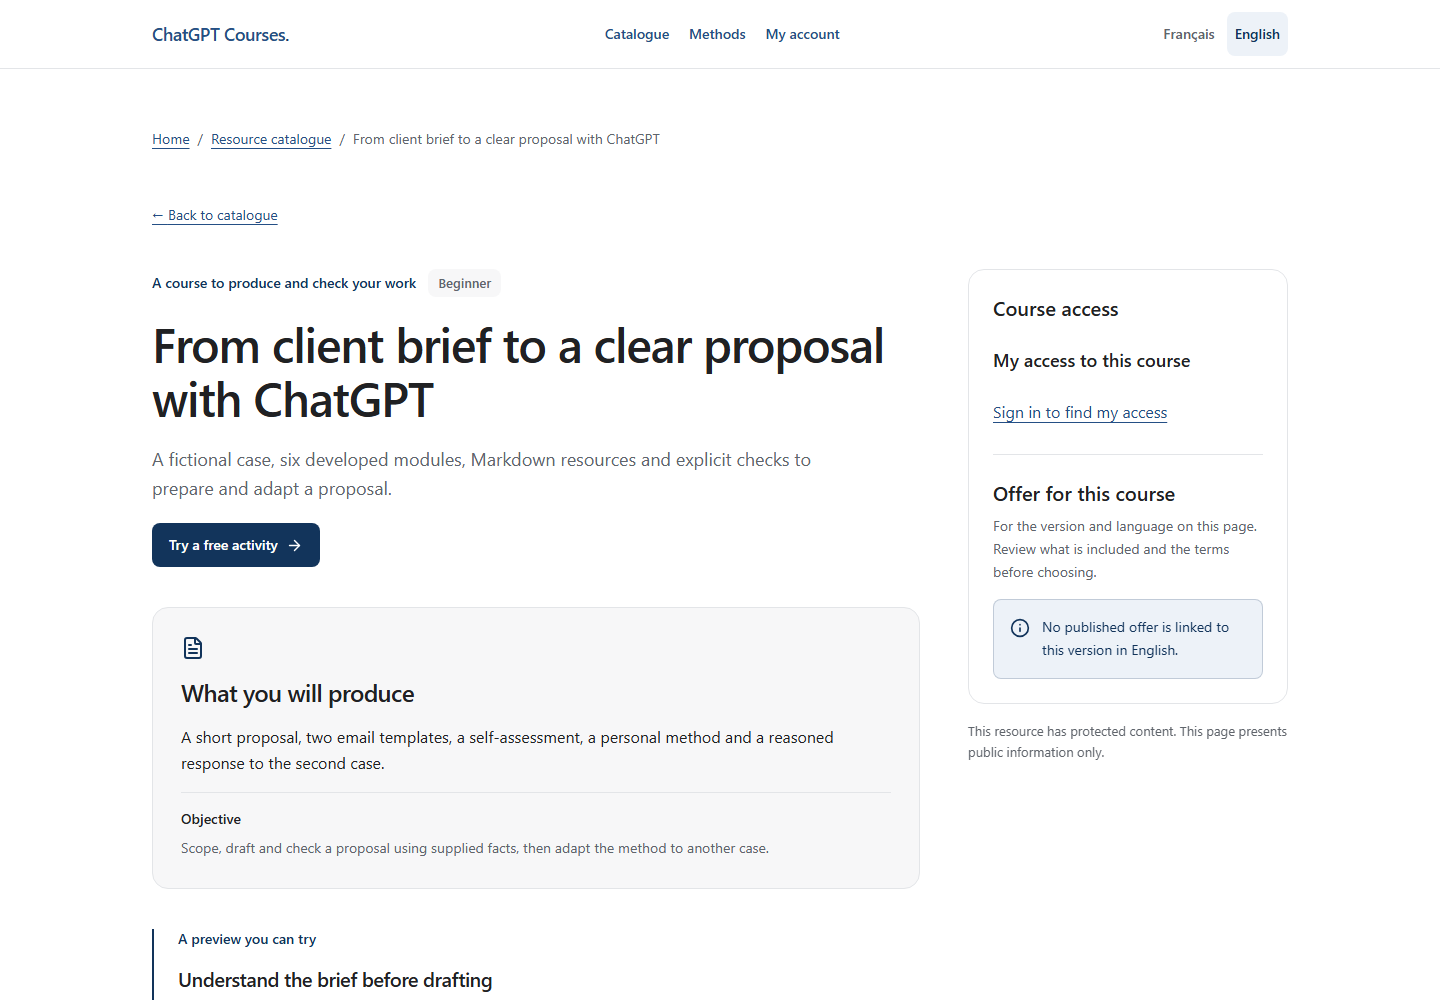 ChatGPT Courses.
Catalogue Methods My account
Français English
Home / Resource catalogue / From client brief to a clear proposal with ChatGPT
← Back to catalogue
A course to produce and check your work Beginner
From client brief to a clear proposal
with ChatGPT
A fictional case, six developed modules, Markdown resources and explicit checks to
prepare and adapt a proposal.
Try a free activity →
What you will produce
A short proposal, two email templates, a self-assessment, a personal method and a reasoned
response to the second case.
Objective
Scope, draft and check a proposal using supplied facts, then adapt the method to another case.
A preview you can try
Understand the brief before drafting
Course access
My access to this course
Sign in to find my access
Offer for this course
For the version and language on this page.
Review what is included and the terms
before choosing.
No published offer is linked to
this version in English.
This resource has protected content. This page presents
public information only.